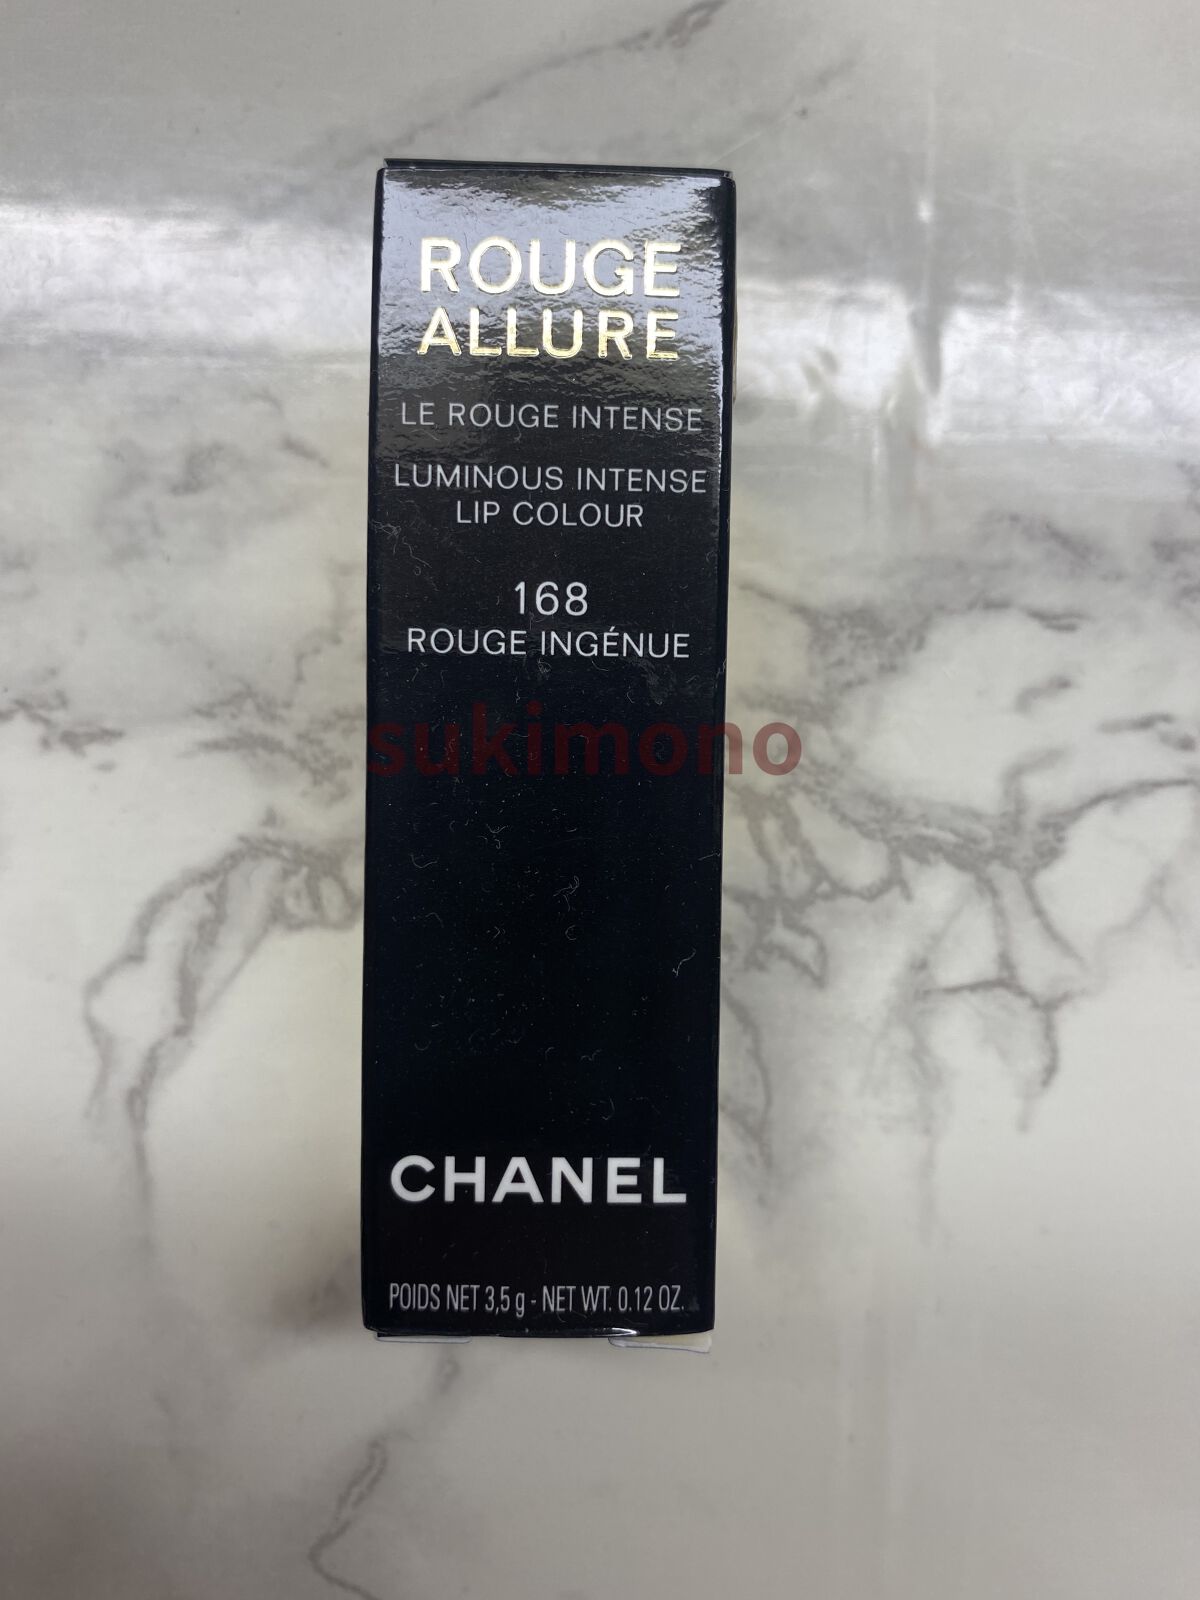 ROUGE
ALLURE
LE ROUGE INTENSE
LUMINOUS INTENSE
LIP COLOUR
168
ROUGE INGÉNUE
sukimono
CHANEL
POIDS NET 3,5 g - NET WT. 0.12 OZ.